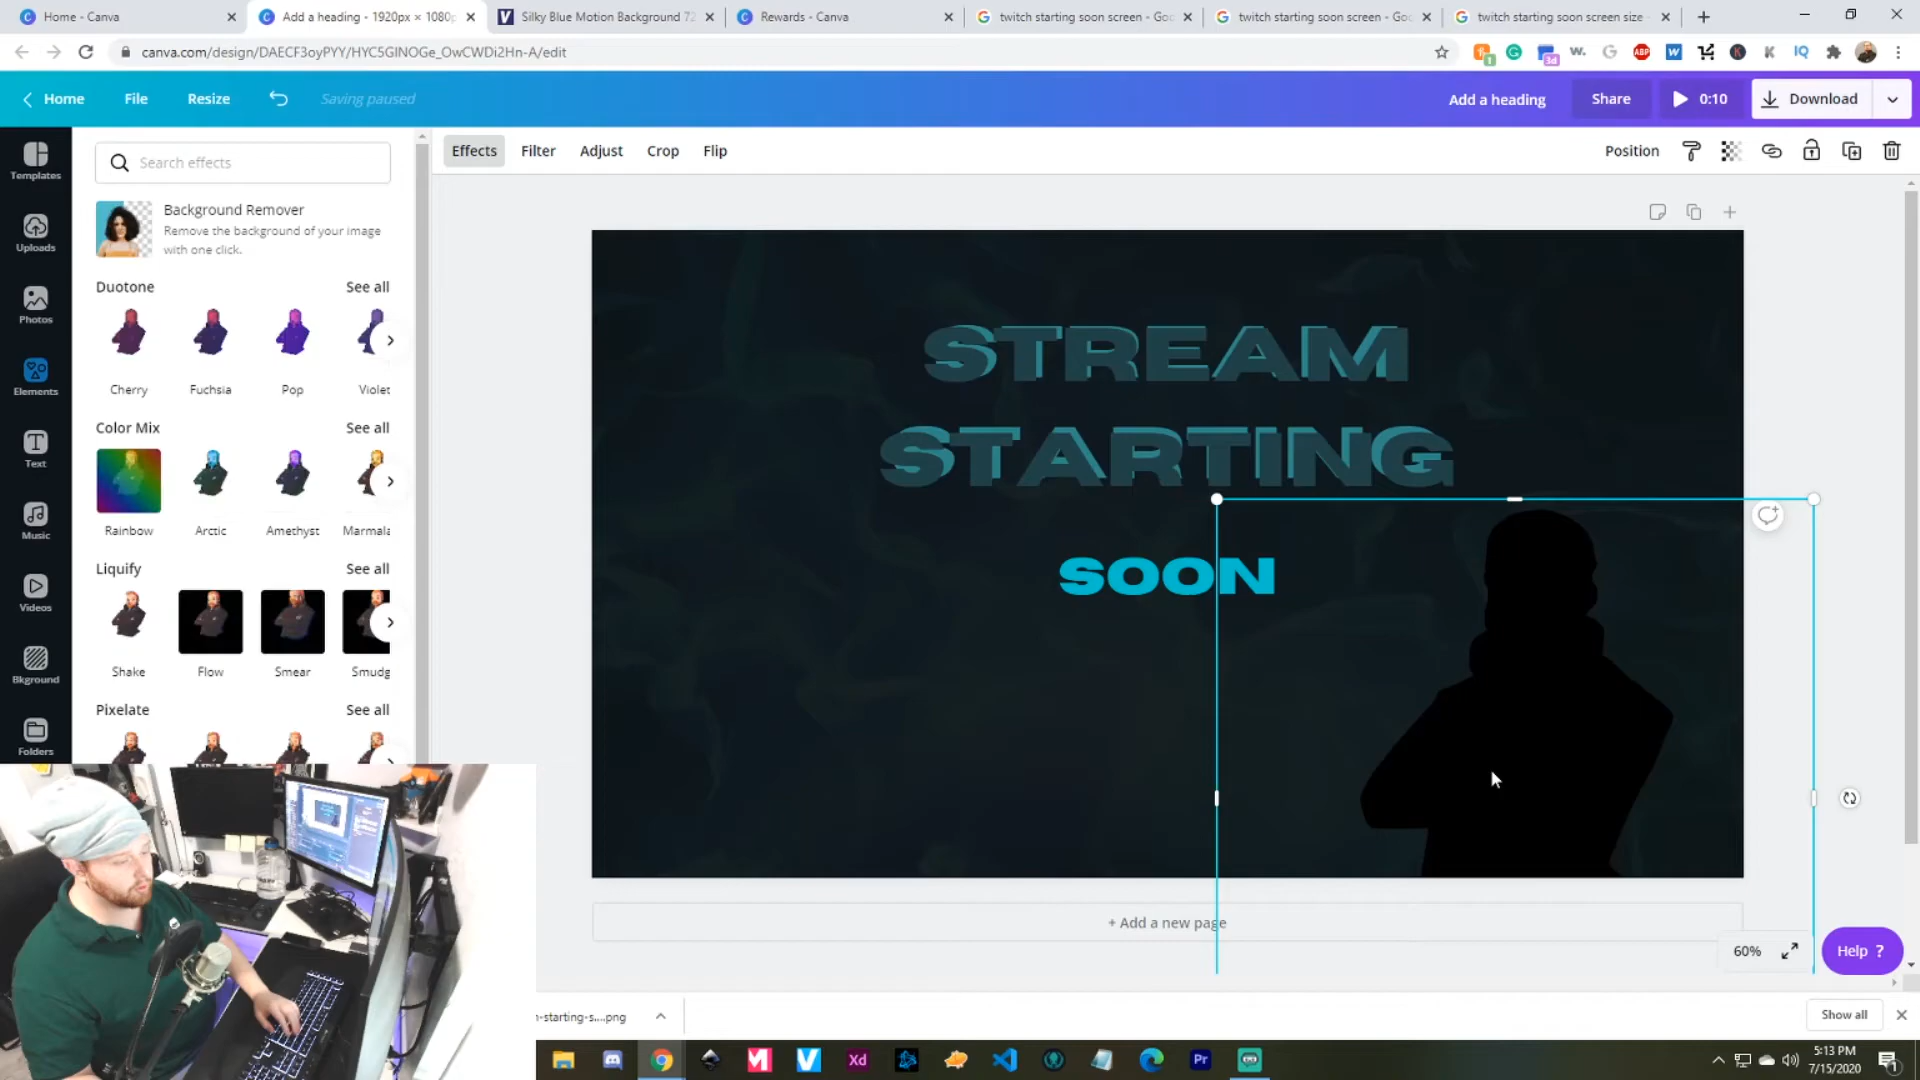 Home - Canva
Add a heading - 1920px × 1080p
Silky Blue Motion Background 72
Rewards - Canva
twitch starting soon screen - Goo
twitch starting soon screen - Goo
twitch starting soon screen size -
canva.com/design/DAECF3oyPYY/HYC5GlNOGe_OwCWDi2Hn-A/edit
Home
File
Resize
Saving paused
Add a heading
Share
0:10
Download
Templates
Uploads
Photos
Elements
Text
Music
Videos
Bkground
Folders
Search effects
Background Remover
Remove the background of your image
with one click.
Duotone
See all
Cherry
Fuchsia
Pop
Violet
Color Mix
See all
Rainbow
Arctic
Amethyst
Marmala
Liquify
See all
Shake
Flow
Smear
Smudg
Pixelate
See all
Effects
Filter
Adjust
Crop
Flip
Position
STREAM
STARTING
SOON
+ Add a new page
60%
Help ?
n-starting-s....png
Show all
5:13 PM
7/15/2020